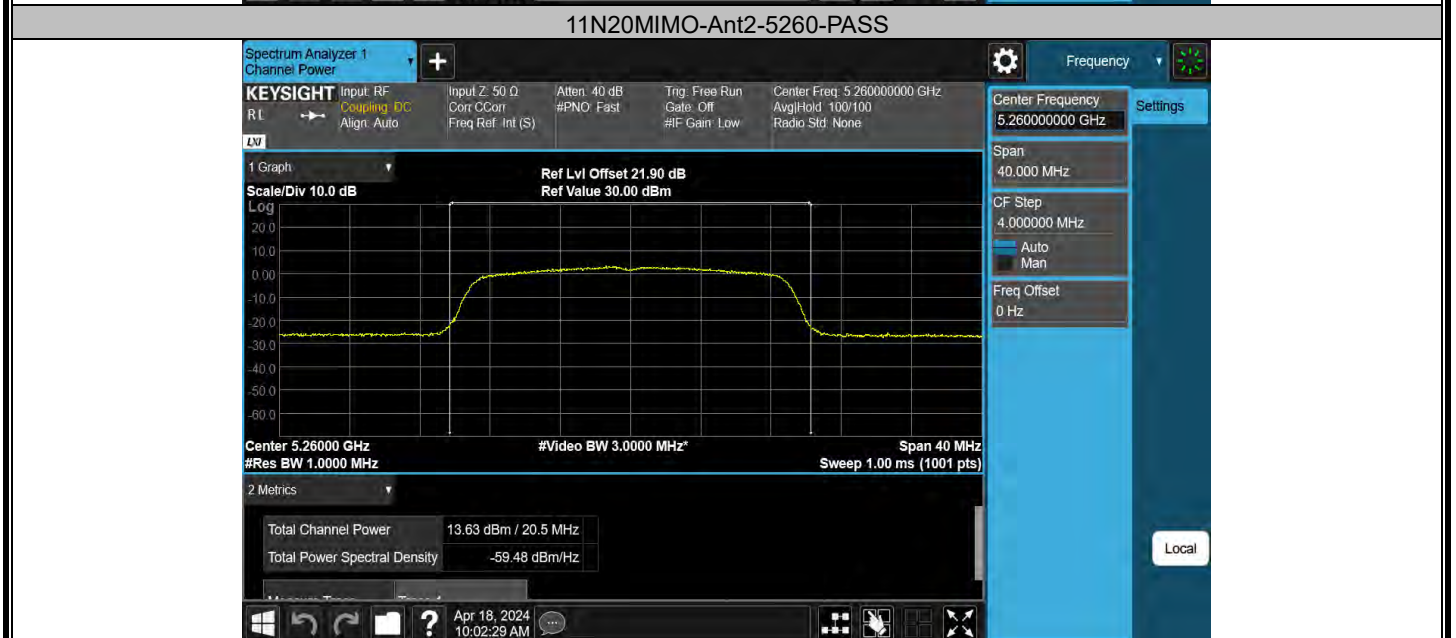 11N20MIMO-Ant2-5260-PASS
Spectrum Analyzer 1
Channel Power
+
Frequency
KEYSIGHT
Input: RF
Coupling: DC
Align: Auto
RL
LXI
Input Z: 50 Ω
Corr CCorr
Freq Ref: Int (S)
Atten: 40 dB
#PNO: Fast
Trig: Free Run
Gate: Off
#IF Gain: Low
Center Freq: 5.260000000 GHz
Avg|Hold: 100/100
Radio Std: None
Center Frequency
5.260000000 GHz
Settings
Span
40.000 MHz
CF Step
4.000000 MHz
Auto
Man
Freq Offset
0 Hz
1 Graph
Scale/Div 10.0 dB
Ref Lvl Offset 21.90 dB
Ref Value 30.00 dBm
Log
20.0
10.0
0.00
-10.0
-20.0
-30.0
-40.0
-50.0
-60.0
Center 5.26000 GHz
#Video BW 3.0000 MHz*
Span 40 MHz
#Res BW 1.0000 MHz
Sweep 1.00 ms (1001 pts)
2 Metrics
Total Channel Power
13.63 dBm / 20.5 MHz
Total Power Spectral Density
-59.48 dBm/Hz
Local
?
Apr 18, 2024
10:02:29 AM